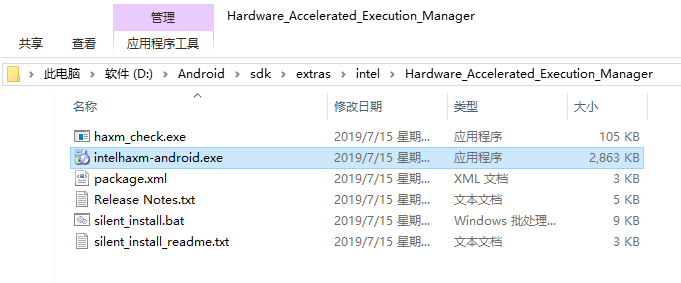 管理 Hardware_Accelerated_Execution_Manager
共享 查看 应用程序工具
此电脑 软件 (D:) Android sdk extras intel Hardware_Accelerated_Execution_Manager
名称 修改日期 类型 大小
haxm_check.exe 2019/7/15 星期... 应用程序 105 KB
intelhaxm-android.exe 2019/7/15 星期... 应用程序 2,863 KB
package.xml 2019/7/15 星期... XML 文档 3 KB
Release Notes.txt 2019/7/15 星期... 文本文档 5 KB
silent_install.bat 2019/7/15 星期... Windows 批处理... 9 KB
silent_install_readme.txt 2019/7/15 星期... 文本文档 3 KB